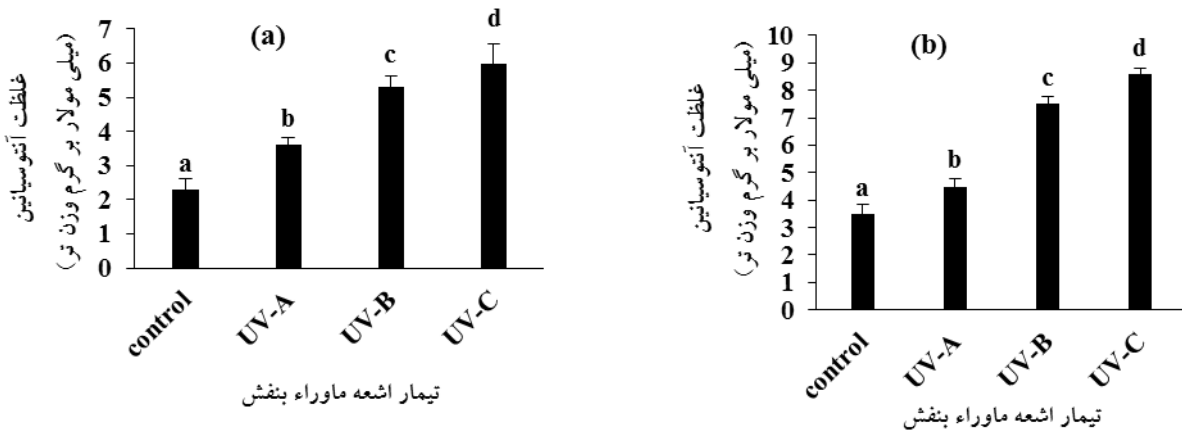 (a)
غلظت آنتوسیانین
(میلی مولار بر گرم وزن تر)
7
6
5
4
3
2
1
0
a
b
c
d
control
UV-A
UV-B
UV-C
تیمار اشعه ماوراء بنفش
(b)
غلظت آنتوسیانین
(میلی مولار بر گرم وزن تر)
10
9
8
7
6
5
4
3
2
1
0
a
b
c
d
control
UV-A
UV-B
UV-C
تیمار اشعه ماوراء بنفش